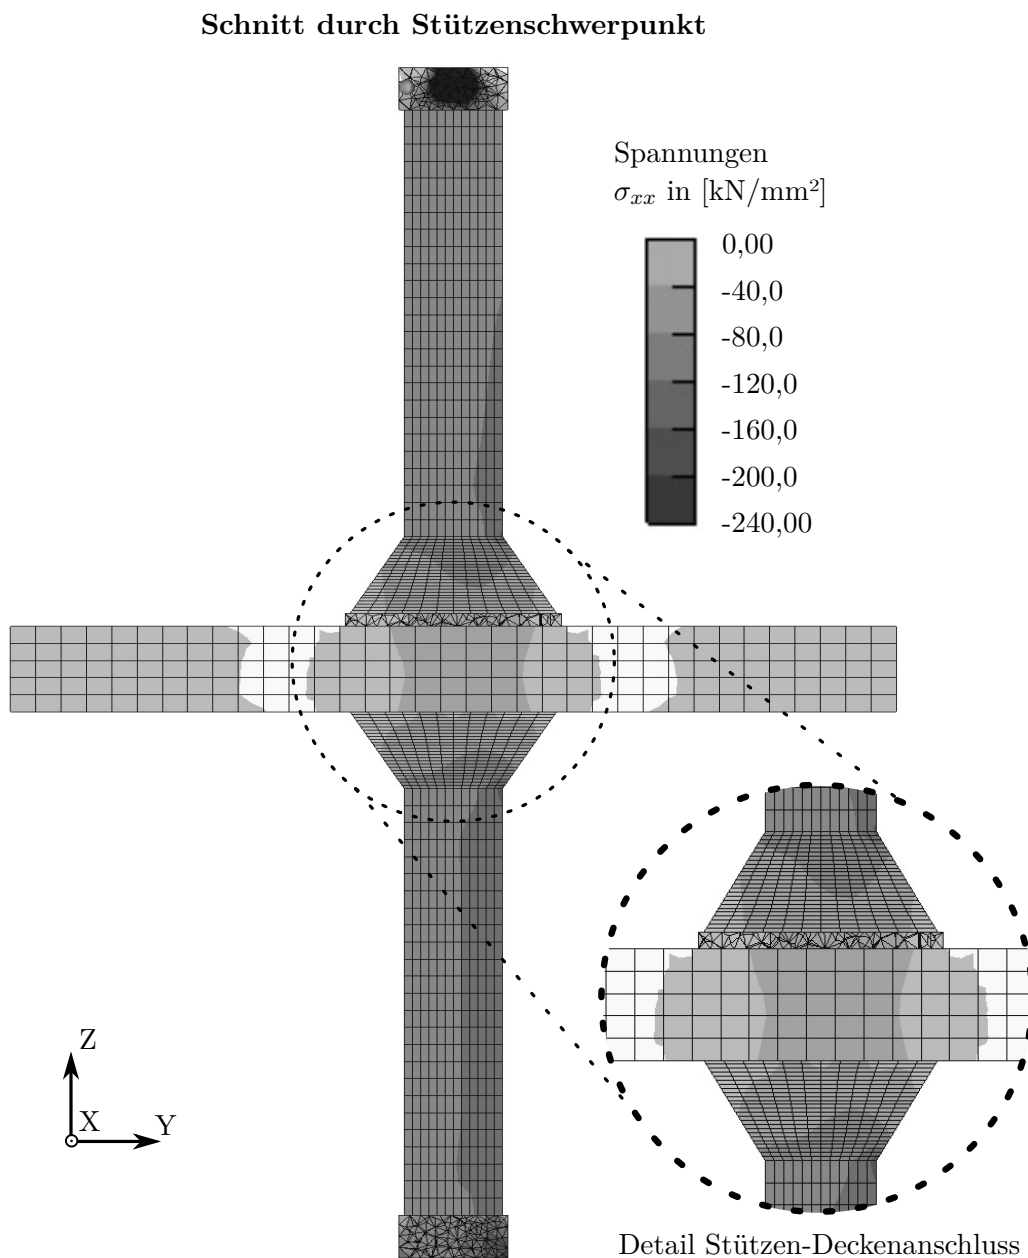 Schnitt durch Stützenschwerpunkt
Spannungen
σxx in [kN/mm²]
0,00
-40,0
-80,0
-120,0
-160,0
-200,0
-240,00
Z
X
Y
Detail Stützen-Deckenanschluss